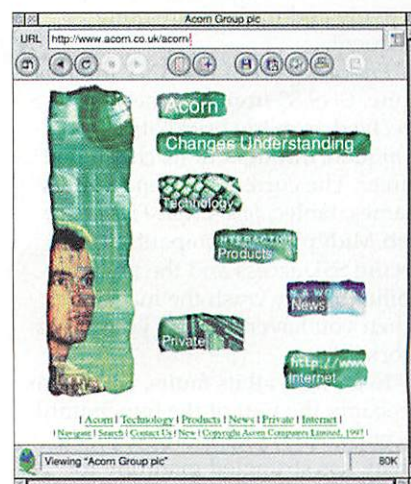 Acorn Group plc
URL http://www.acorn.co.uk/acorn/
Acorn
Changes Understanding
Technology
INTERACTION
Products
NETWORK
News
Private
http://www
Internet
| Acorn | Technology | Products | News | Private | Internet |
| Navigate | Search | Contact Us | New | Copyright Acorn Computers Limited, 1997 |
Viewing "Acorn Group plc" 80K